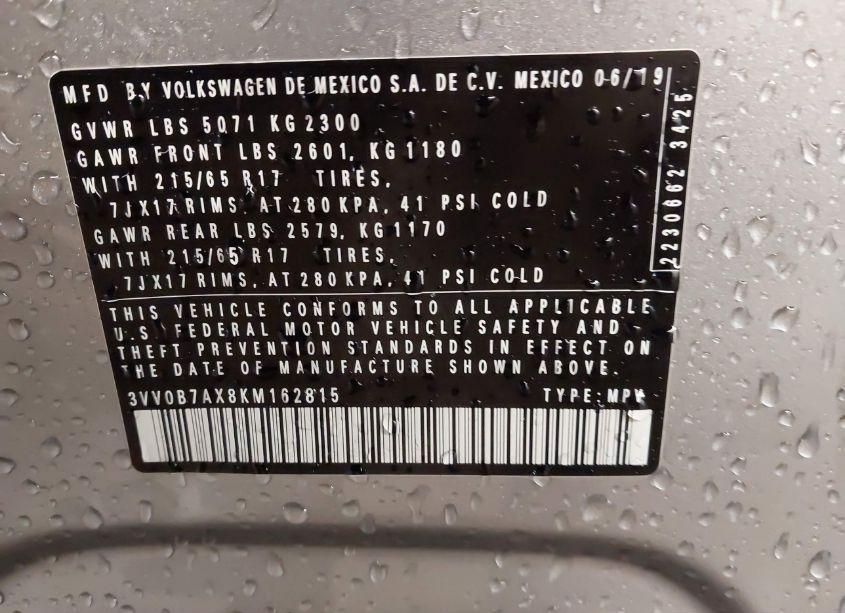 MFD BY VOLKSWAGEN DE MEXICO S.A. DE C.V. MEXICO 06/19
GVWR LBS 5071 KG 2300
GAWR FRONT LBS 2601, KG 1180
WITH 215/65 R17 TIRES,
7JX17 RIMS, AT 280 KPA, 41 PSI COLD
GAWR REAR LBS 2579, KG 1170
WITH 215/65 R17 TIRES,
7JX17 RIMS, AT 280 KPA, 41 PSI COLD
2230662 3425
THIS VEHICLE CONFORMS TO ALL APPLICABLE
U.S. FEDERAL MOTOR VEHICLE SAFETY AND
THEFT PREVENTION STANDARDS IN EFFECT ON
THE DATE OF MANUFACTURE SHOWN ABOVE.
3VV0B7AX8KM162815 TYPE: MPV